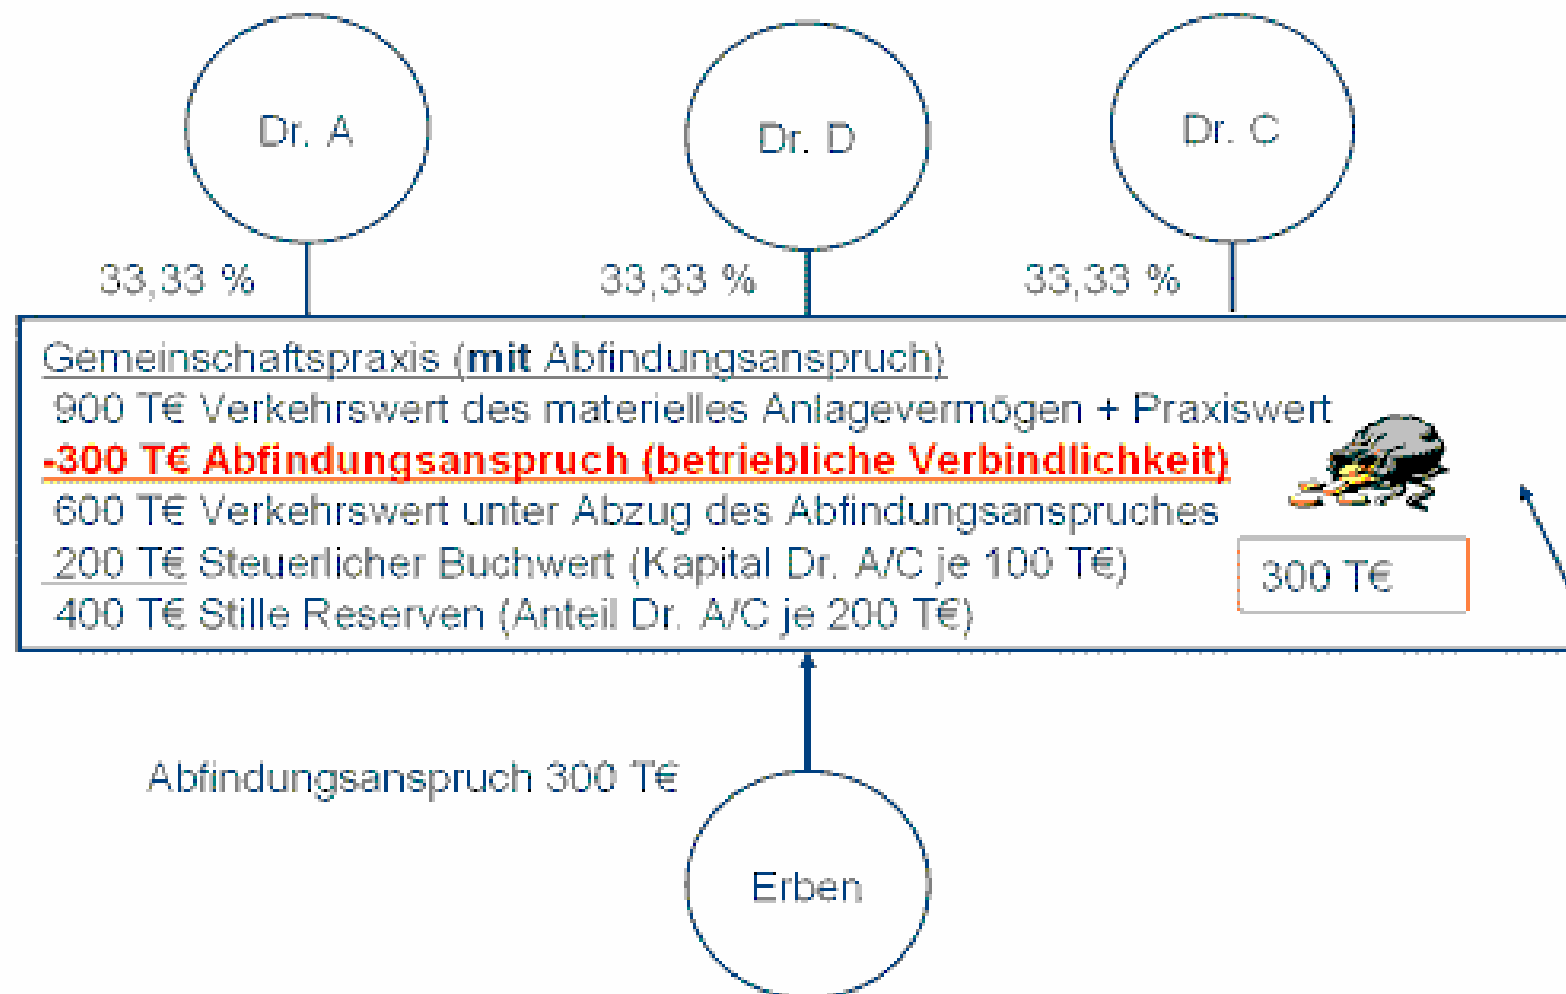 Dr. A
Dr. D
Dr. C
33,33 %
33,33 %
33,33 %
Gemeinschaftspraxis (mit Abfindungsanspruch)
900 T€ Verkehrswert des materielles Anlagevermögen + Praxiswert
-300 T€ Abfindungsanspruch (betriebliche Verbindlichkeit)
600 T€ Verkehrswert unter Abzug des Abfindungsanspruches
200 T€ Steuerlicher Buchwert (Kapital Dr. A/C je 100 T€)
400 T€ Stille Reserven (Anteil Dr. A/C je 200 T€)
300 T€
Abfindungsanspruch 300 T€
Erben